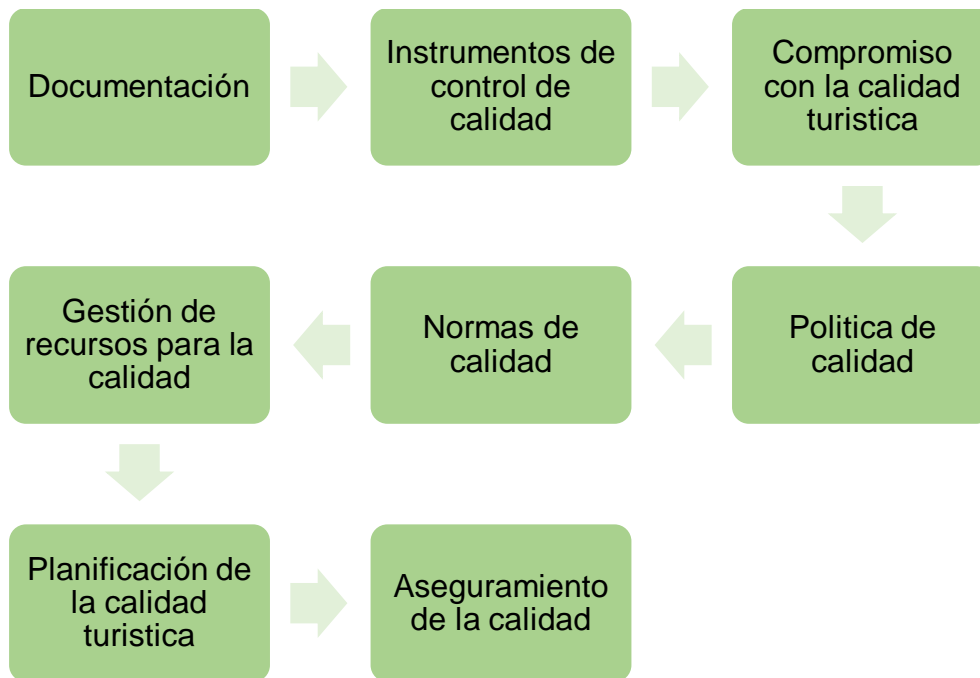 Documentación
Instrumentos de
control de
calidad
Compromiso
con la calidad
turistica
Politica de
calidad
Normas de
calidad
Gestión de
recursos para la
calidad
Planificación de
la calidad
turistica
Aseguramiento
de la calidad